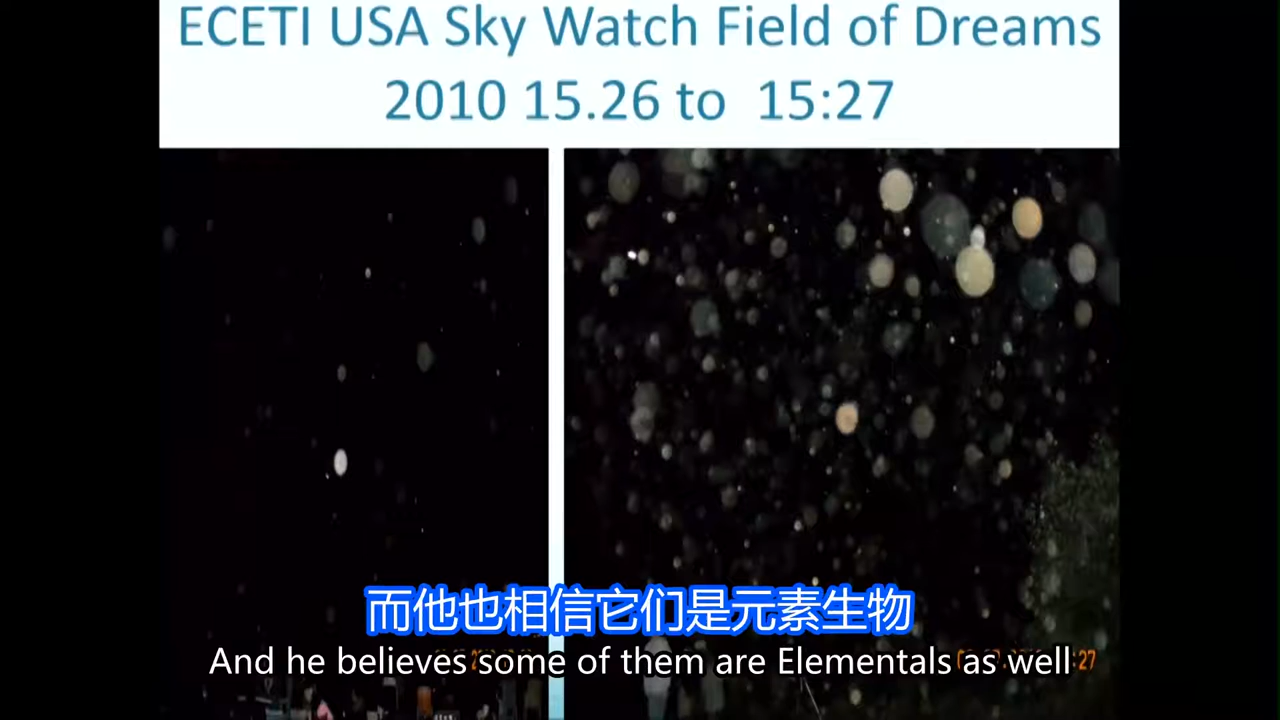 ECETI USA Sky Watch Field of Dreams
2010 15.26 to 15:27
而他也相信它们是元素生物
And he believes some of them are Elementals as well
:27